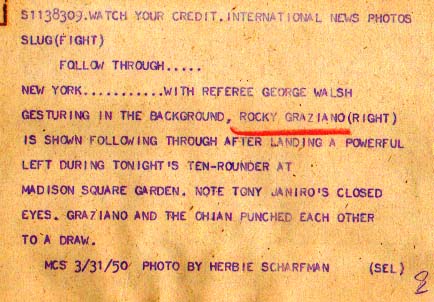 S1138309.WATCH YOUR CREDIT.INTERNATIONAL NEWS PHOTOS
SLUG(FIGHT)
FOLLOW THROUGH.....
NEW YORK...........WITH REFEREE GEORGE WALSH
GESTURING IN THE BACKGROUND, ROCKY GRAZIANO(RIGHT)
IS SHOWN FOLLOWING THROUGH AFTER LANDING A POWERFUL
LEFT DURING TONIGHT'S TEN-ROUNDER AT
MADISON SQUARE GARDEN. NOTE TONY JANIRO'S CLOSED
EYES. GRAZIANO AND THE OHIAN PUNCHED EACH OTHER
TO A DRAW.
MCS 3/31/50 PHOTO BY HERBIE SCHARFMAN (SEL)